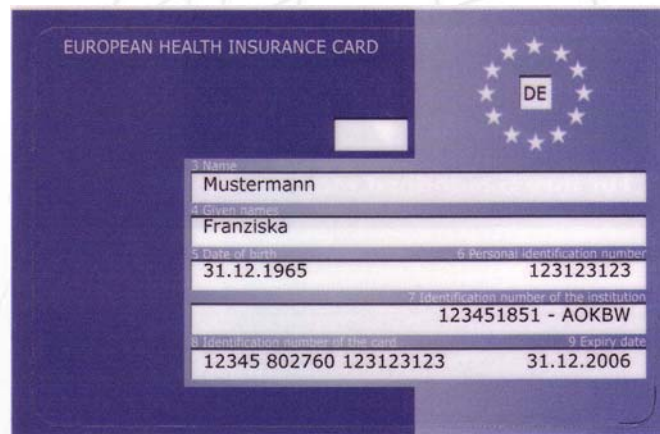 EUROPEAN HEALTH INSURANCE CARD
DE
3 Name
Mustermann
4 Given names
Franziska
5 Date of birth 6 Personal identification number
31.12.1965 123123123
7 Identification number of the institution
123451851 - AOKBW
8 Identification number of the card 9 Expiry date
12345 802760 123123123 31.12.2006